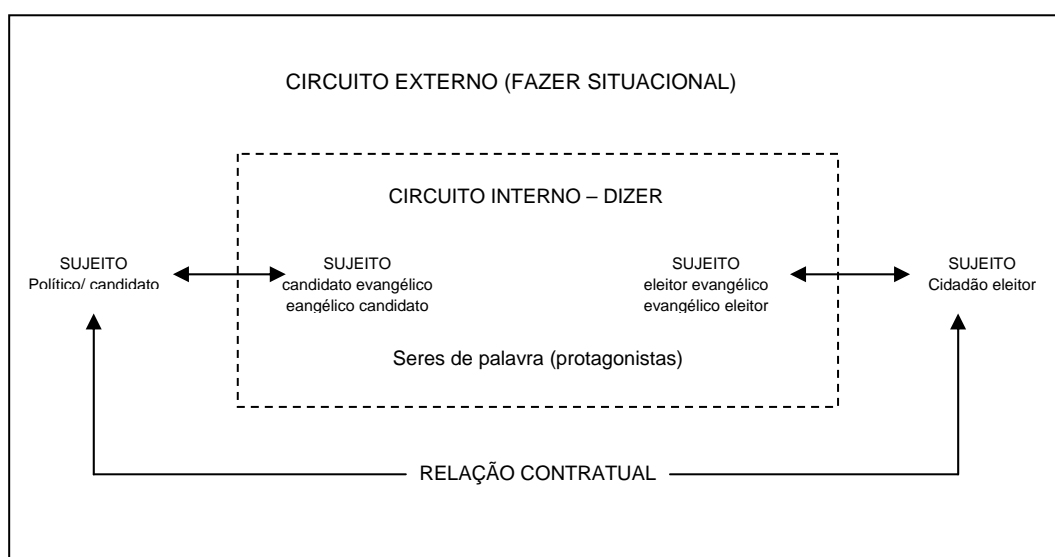 CIRCUITO EXTERNO (FAZER SITUACIONAL)
CIRCUITO INTERNO – DIZER
SUJEITO
Político/ candidato
SUJEITO
candidato evangélico
eangélico candidato
SUJEITO
eleitor evangélico
evangélico eleitor
SUJEITO
Cidadão eleitor
Seres de palavra (protagonistas)
RELAÇÃO CONTRATUAL